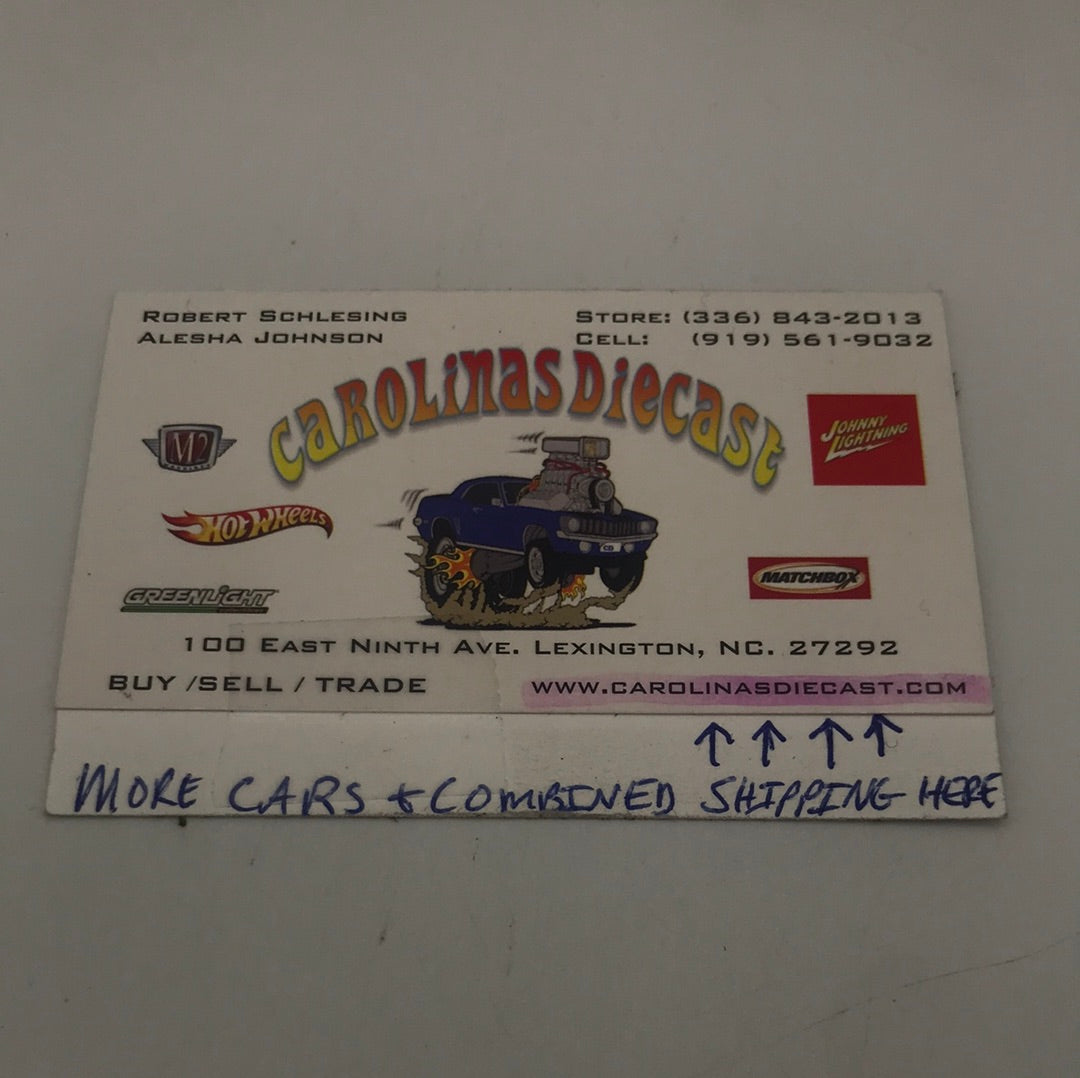 ROBERT SCHLESING
ALESHA JOHNSON
STORE: (336) 843-2013
CELL: (919) 561-9032
CAROLINAS DIECAST
M2
JOHNNY LIGHTNING
HOT WHEELS
CD
MATCHBOX
GREENLIGHT
100 EAST NINTH AVE. LEXINGTON, NC. 27292
BUY /SELL / TRADE
WWW.CAROLINASDIECAST.COM
↑ ↑ ↑ ↑
MORE CARS + COMBINED SHIPPING HERE